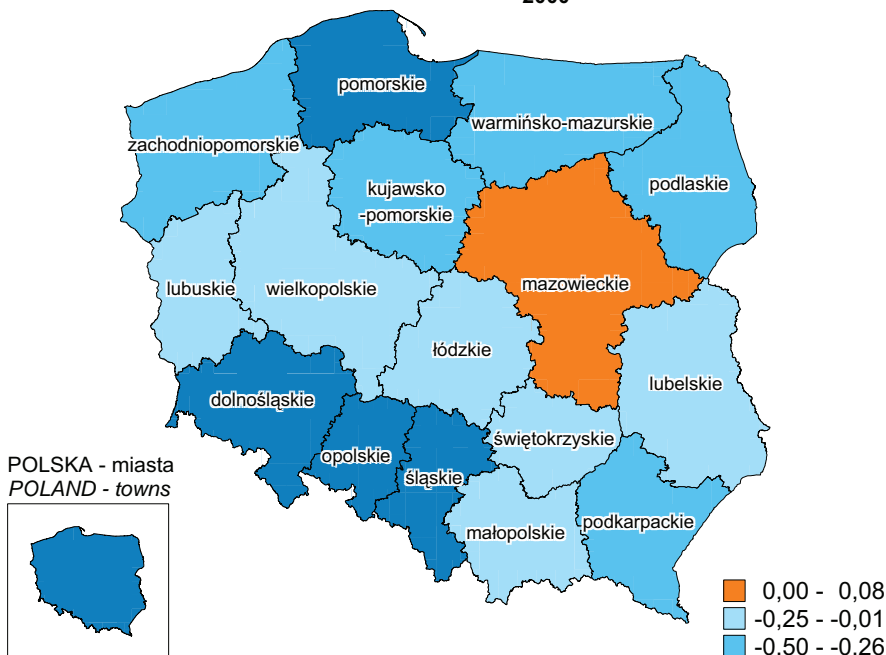 pomorskie
warmińsko-mazurskie
zachodniopomorskie
podlaskie
kujawsko
-pomorskie
mazowieckie
lubuskie
wielkopolskie
łódzkie
lubelskie
dolnośląskie
świętokrzyskie
opolskie
śląskie
POLSKA - miasta
POLAND - towns
małopolskie
podkarpackie
0,00 - 0,08
-0,25 - -0,01
-0,50 - -0,26